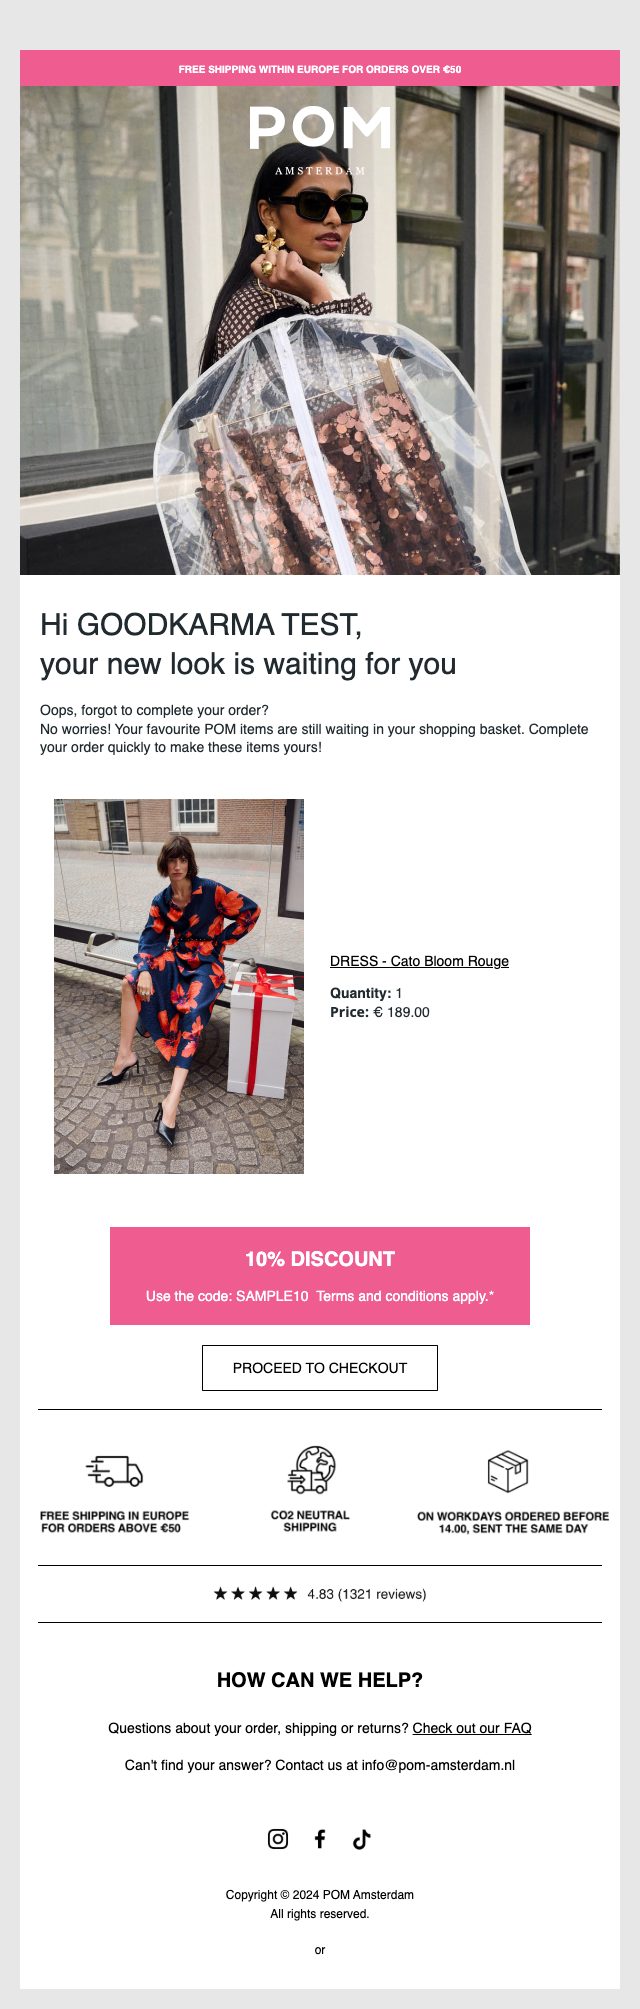 FREE SHIPPING WITHIN EUROPE FOR ORDERS OVER €50
POM
AMSTERDAM
Hi GOODKARMA TEST,
your new look is waiting for you
Oops, forgot to complete your order?
No worries! Your favourite POM items are still waiting in your shopping basket. Complete
your order quickly to make these items yours!
DRESS - Cato Bloom Rouge
Quantity: 1
Price: € 189.00
10% DISCOUNT
Use the code: SAMPLE10  Terms and conditions apply.*
PROCEED TO CHECKOUT
FREE SHIPPING IN EUROPE
FOR ORDERS ABOVE €50
CO2 NEUTRAL
SHIPPING
ON WORKDAYS ORDERED BEFORE
14.00, SENT THE SAME DAY
★★★★★ 4.83 (1321 reviews)
HOW CAN WE HELP?
Questions about your order, shipping or returns? Check out our FAQ
Can't find your answer? Contact us at info@pom-amsterdam.nl
Copyright © 2024 POM Amsterdam
All rights reserved.
or